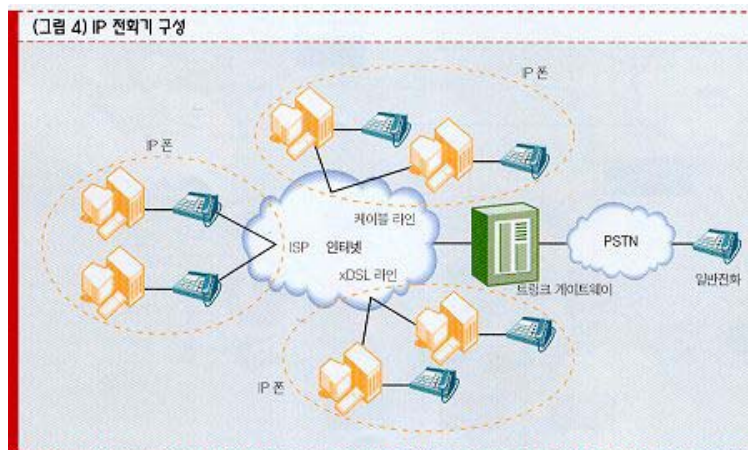 (그림 4) IP 전화기 구성
IP 폰
IP 폰
케이블 라인
ISP 인터넷
xDSL 라인
PSTN
트렁크 게이트웨이
일반전화
IP 폰